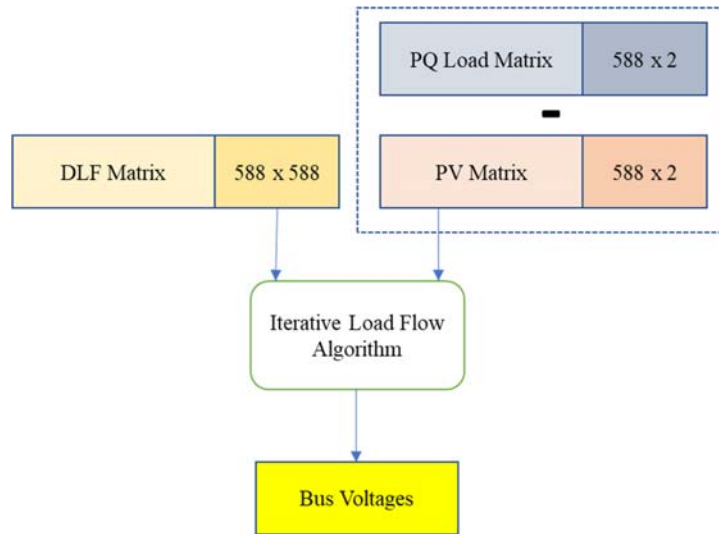 PQ Load Matrix 588 x 2
-
DLF Matrix 588 x 588
PV Matrix 588 x 2
Iterative Load Flow
Algorithm
Bus Voltages